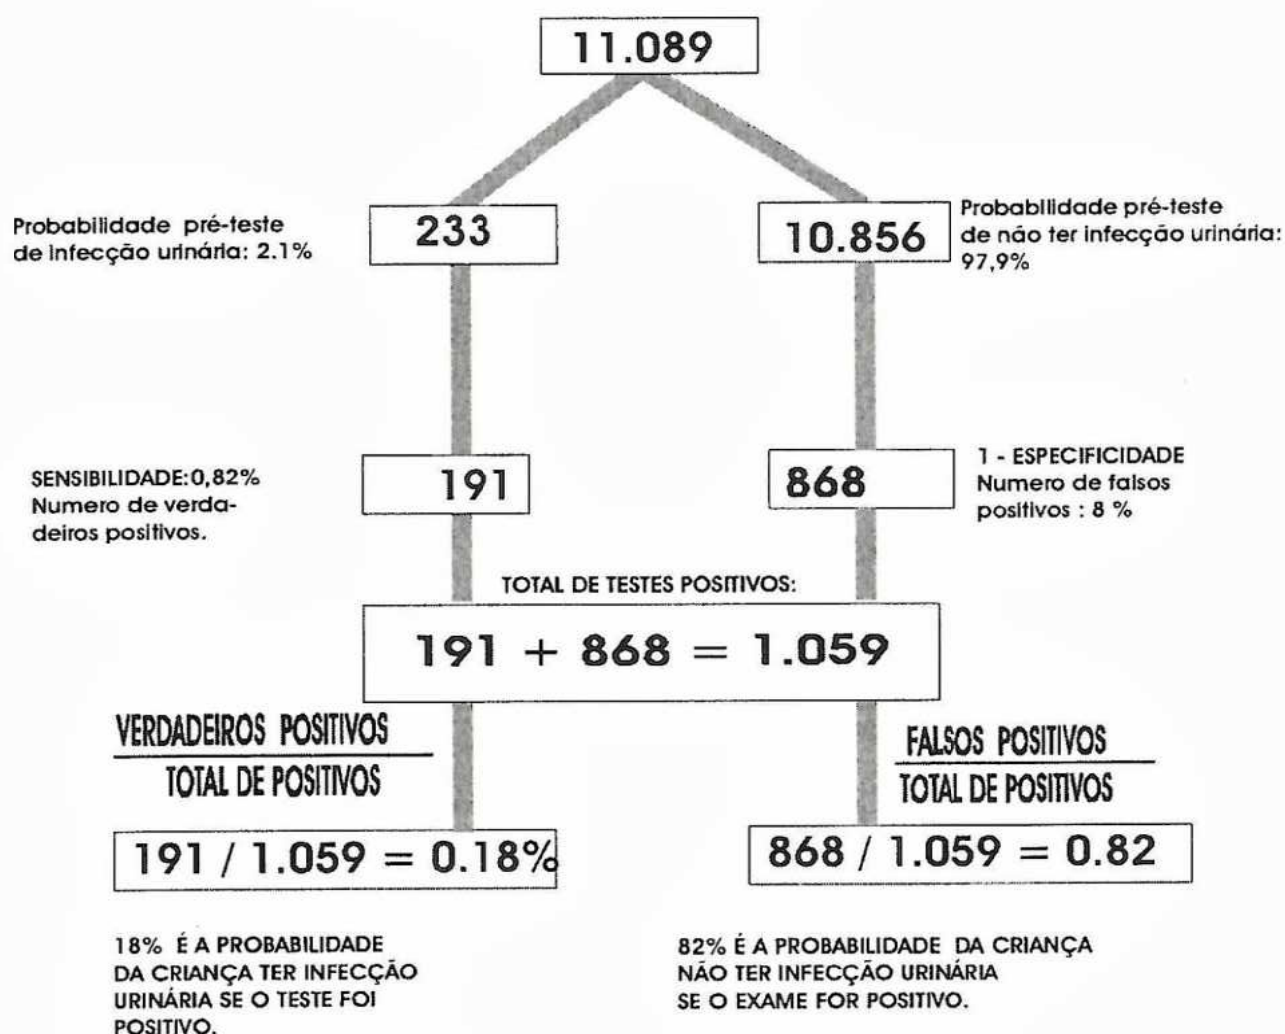 11.089
Probabilidade pré-teste
de infecção urinária: 2.1%
233
10.856
Probabilidade pré-teste
de não ter infecção urinária:
97,9%
SENSIBILIDADE:0,82%
Numero de verda-
deiros positivos.
191
868
1 - ESPECIFICIDADE
Numero de falsos
positivos : 8 %
TOTAL DE TESTES POSITIVOS:
191 + 868 = 1.059
VERDADEIROS POSITIVOS
TOTAL DE POSITIVOS
191 / 1.059 = 0.18%
FALSOS POSITIVOS
TOTAL DE POSITIVOS
868 / 1.059 = 0.82
18% É A PROBABILIDADE
DA CRIANÇA TER INFECÇÃO
URINÁRIA SE O TESTE FOI
POSITIVO.
82% É A PROBABILIDADE DA CRIANÇA
NÃO TER INFECÇÃO URINÁRIA
SE O EXAME FOR POSITIVO.